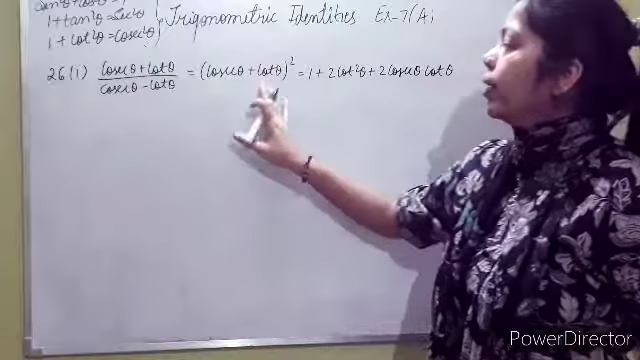 1 + tan²θ = Sec²θ
1 + cot²θ = cosec²θ
Trigonometric Identities Ex-7(A)
26(i) (cosecθ + cotθ)/(cosecθ - cotθ) = (cosecθ + cotθ)² = 1 + 2cot²θ + 2cosecθ cotθ
PowerDirector